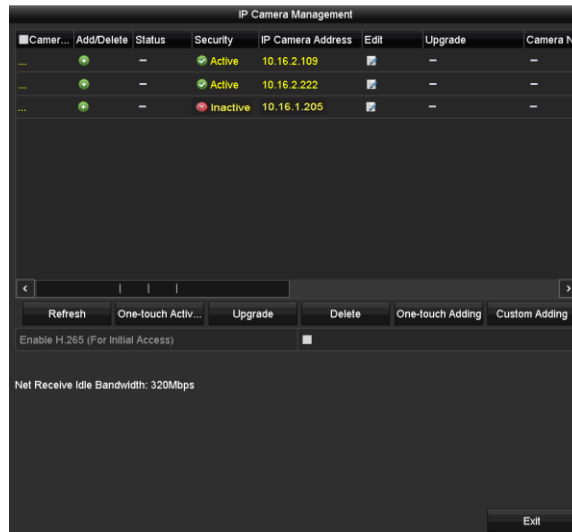 IP Camera Management
Camer... Add/Delete Status Security IP Camera Address Edit Upgrade Camera N
... – Active 10.16.2.109 –
... – Active 10.16.2.222 –
... – Inactive 10.16.1.205 –
Refresh One-touch Activ... Upgrade Delete One-touch Adding Custom Adding
Enable H.265 (For Initial Access)
Net Receive Idle Bandwidth: 320Mbps
Exit